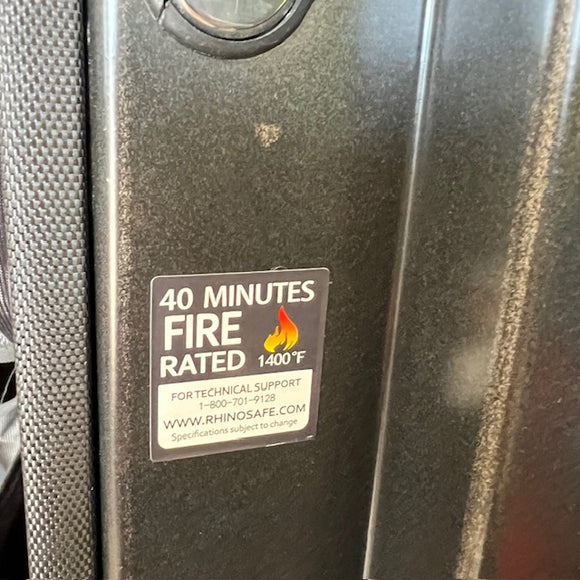 40 MINUTES
FIRE
RATED 1400°F
FOR TECHNICAL SUPPORT
1-800-701-9128
WWW.RHINOSAFE.COM
Specifications subject to change